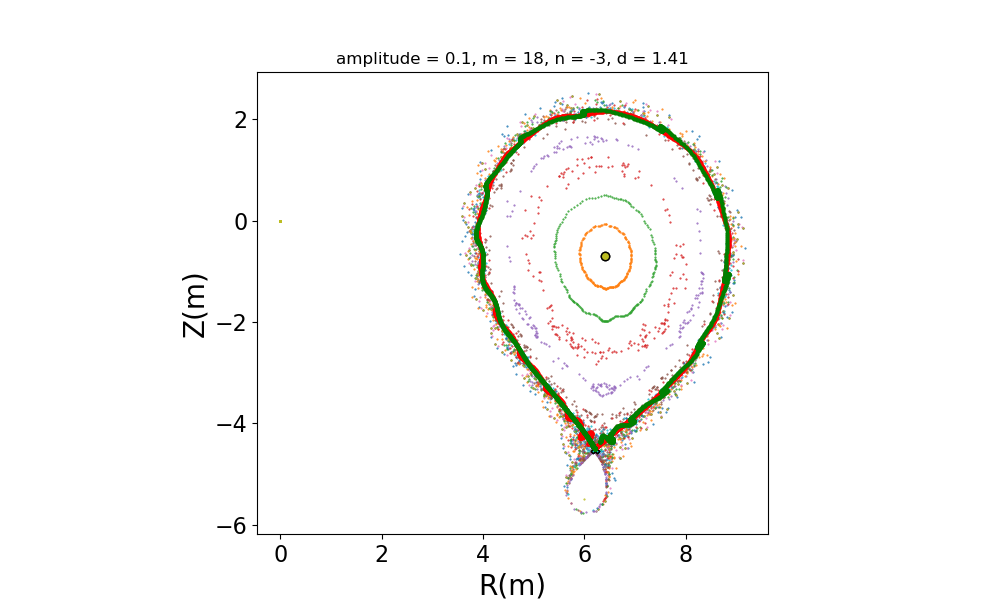 amplitude = 0.1, m = 18, n = -3, d = 1.41
2
0
−2
−4
−6
Z(m)
0 2 4 6 8
R(m)